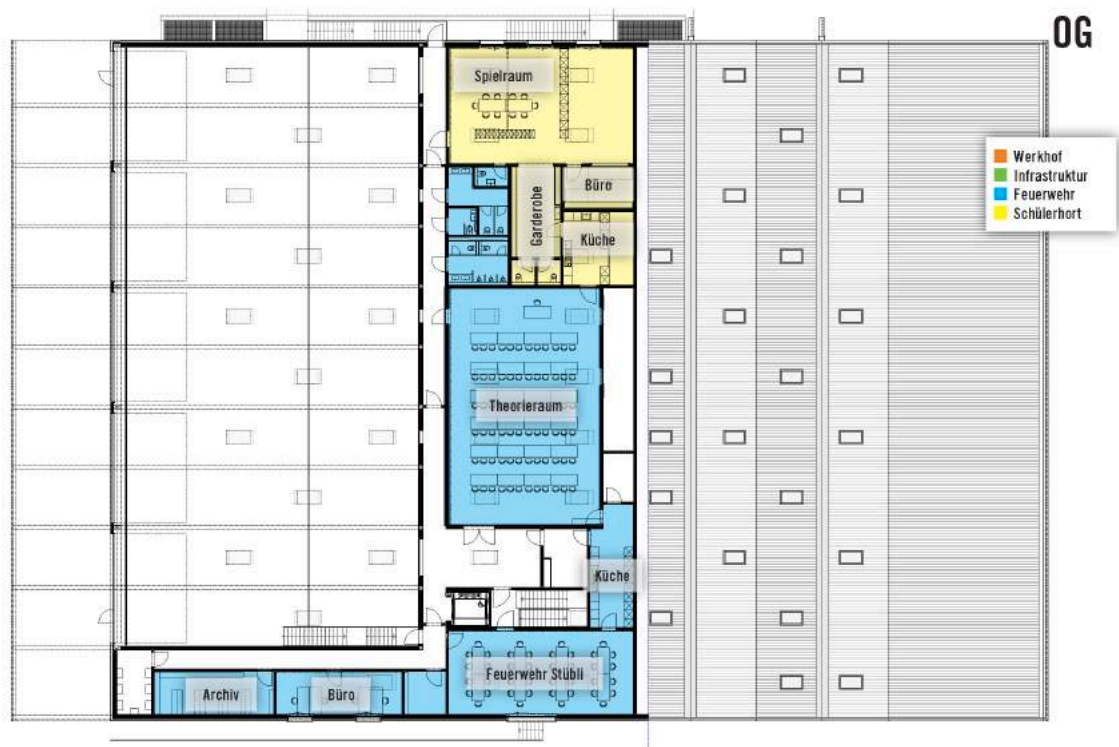 OG
Spielraum
Werkhof
Infrastruktur
Feuerwehr
Schülerhort
Büro
Garderobe
Küche
Theorieraum
Küche
Feuerwehr Stübli
Archiv
Büro